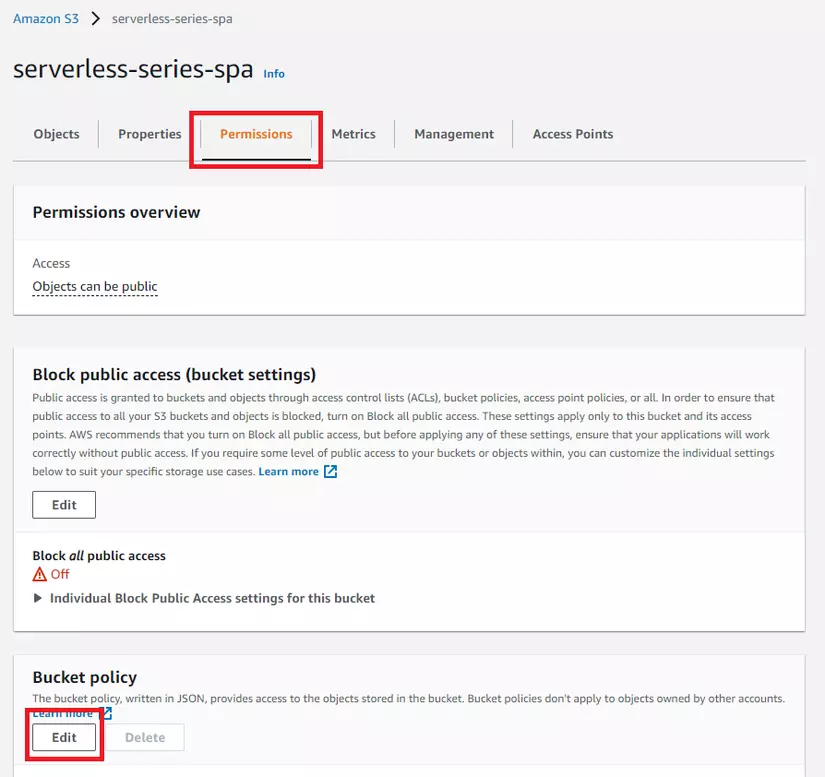 Amazon S3 > serverless-series-spa
serverless-series-spa Info
Objects Properties Permissions Metrics Management Access Points
Permissions overview
Access
Objects can be public
Block public access (bucket settings)
Public access is granted to buckets and objects through access control lists (ACLs), bucket policies, access point policies, or all. In order to ensure that
public access to all your S3 buckets and objects is blocked, turn on Block all public access. These settings apply only to this bucket and its access
points. AWS recommends that you turn on Block all public access, but before applying any of these settings, ensure that your applications will work
correctly without public access. If you require some level of public access to your buckets or objects within, you can customize the individual settings
below to suit your specific storage use cases. Learn more
Edit
Block all public access
Off
Individual Block Public Access settings for this bucket
Bucket policy
The bucket policy, written in JSON, provides access to the objects stored in the bucket. Bucket policies don't apply to objects owned by other accounts.
Learn more
Edit Delete